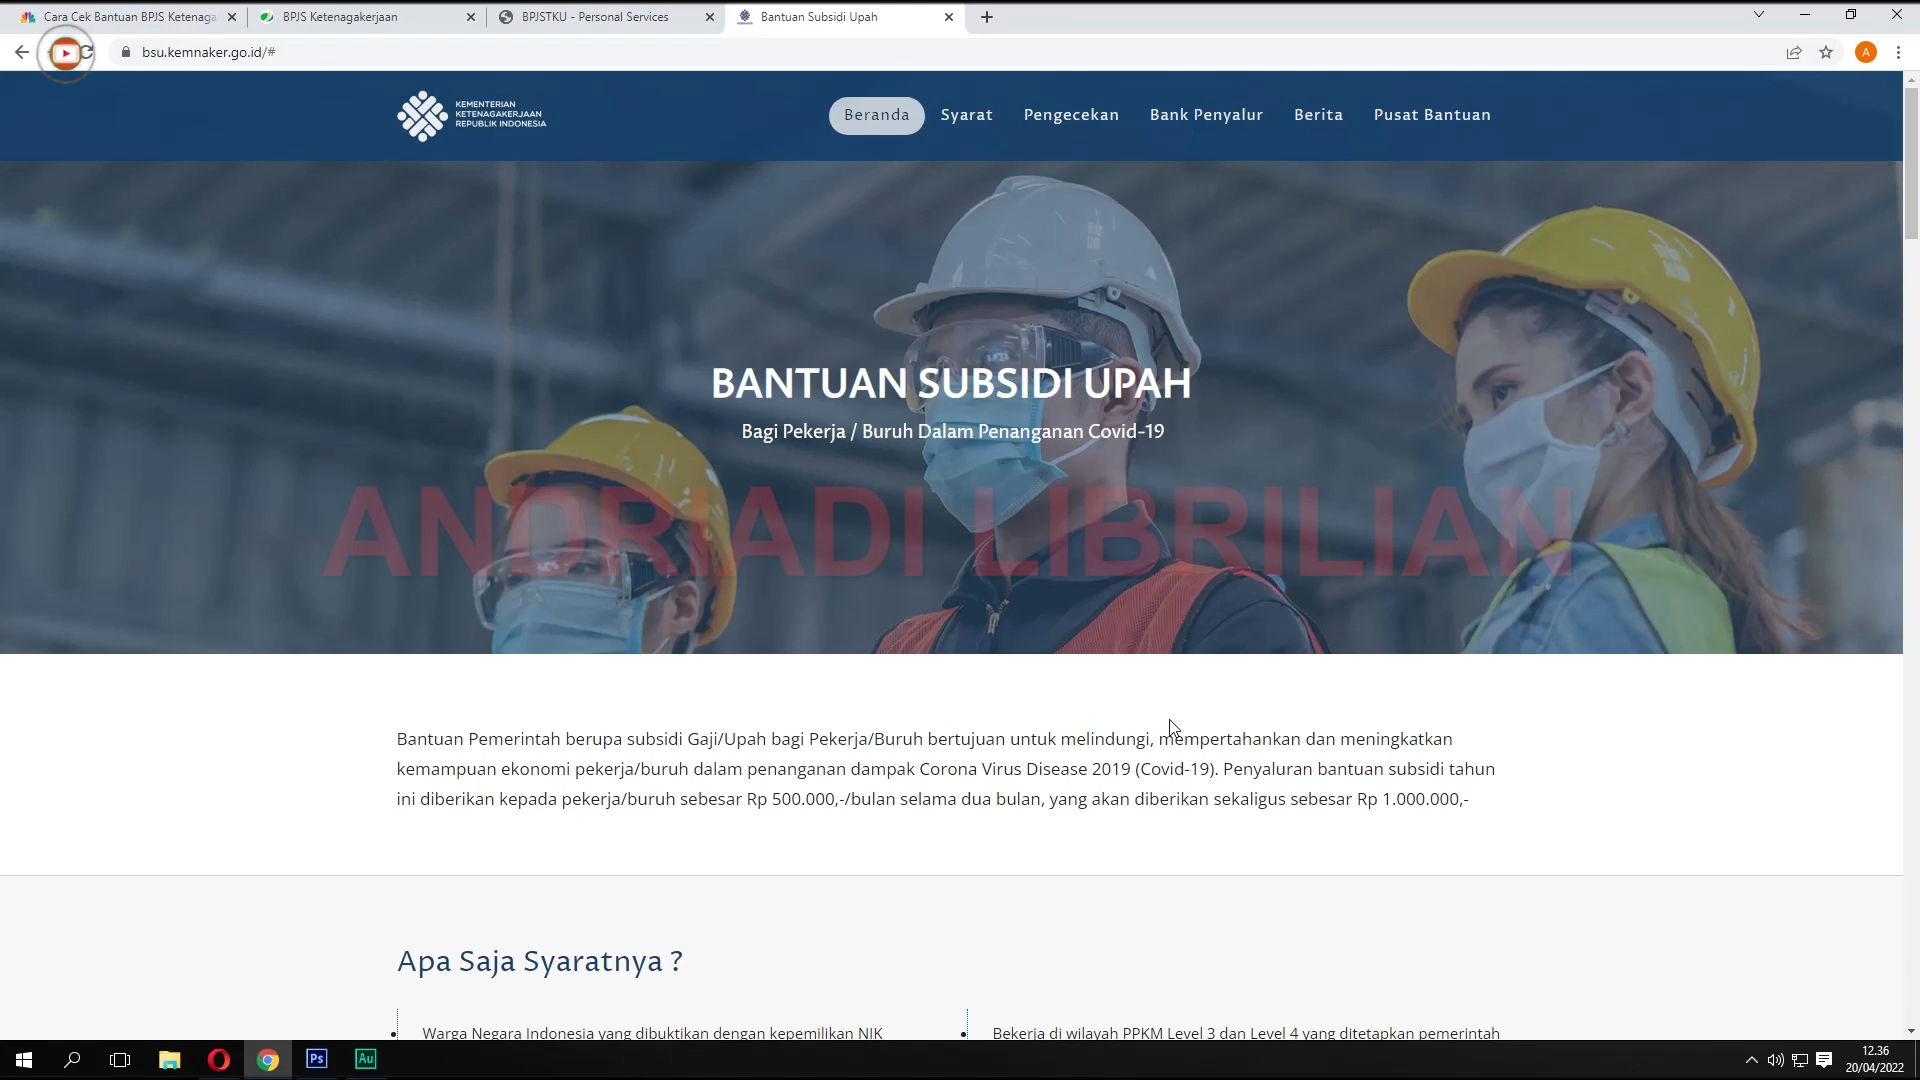 Cara Cek Bantuan BPJS Ketenaga
BPJS Ketenagakerjaan
BPJSTKU - Personal Services
Bantuan Subsidi Upah
bsu.kemnaker.go.id/#
A
KEMENTERIAN
KETENAGAKERJAAN
REPUBLIK INDONESIA
Beranda
Syarat
Pengecekan
Bank Penyalur
Berita
Pusat Bantuan
BANTUAN SUBSIDI UPAH
Bagi Pekerja / Buruh Dalam Penanganan Covid-19
ANDRIADI LIBRILIAN
Bantuan Pemerintah berupa subsidi Gaji/Upah bagi Pekerja/Buruh bertujuan untuk melindungi, mempertahankan dan meningkatkan
kemampuan ekonomi pekerja/buruh dalam penanganan dampak Corona Virus Disease 2019 (Covid-19). Penyaluran bantuan subsidi tahun
ini diberikan kepada pekerja/buruh sebesar Rp 500.000,-/bulan selama dua bulan, yang akan diberikan sekaligus sebesar Rp 1.000.000,-
Apa Saja Syaratnya ?
Warga Negara Indonesia yang dibuktikan dengan kepemilikan NIK
Bekerja di wilayah PPKM Level 3 dan Level 4 yang ditetapkan pemerintah
Ps
Au
12.36
20/04/2022